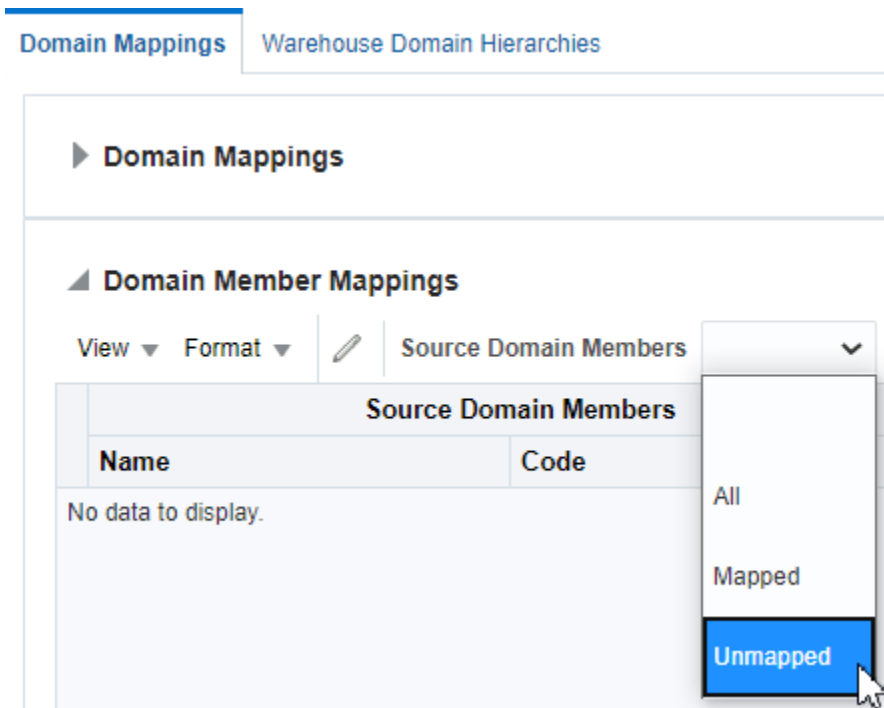 Domain Mappings Warehouse Domain Hierarchies
Domain Mappings
Domain Member Mappings
View Format Source Domain Members
Source Domain Members
Name Code
No data to display.
All
Mapped
Unmapped